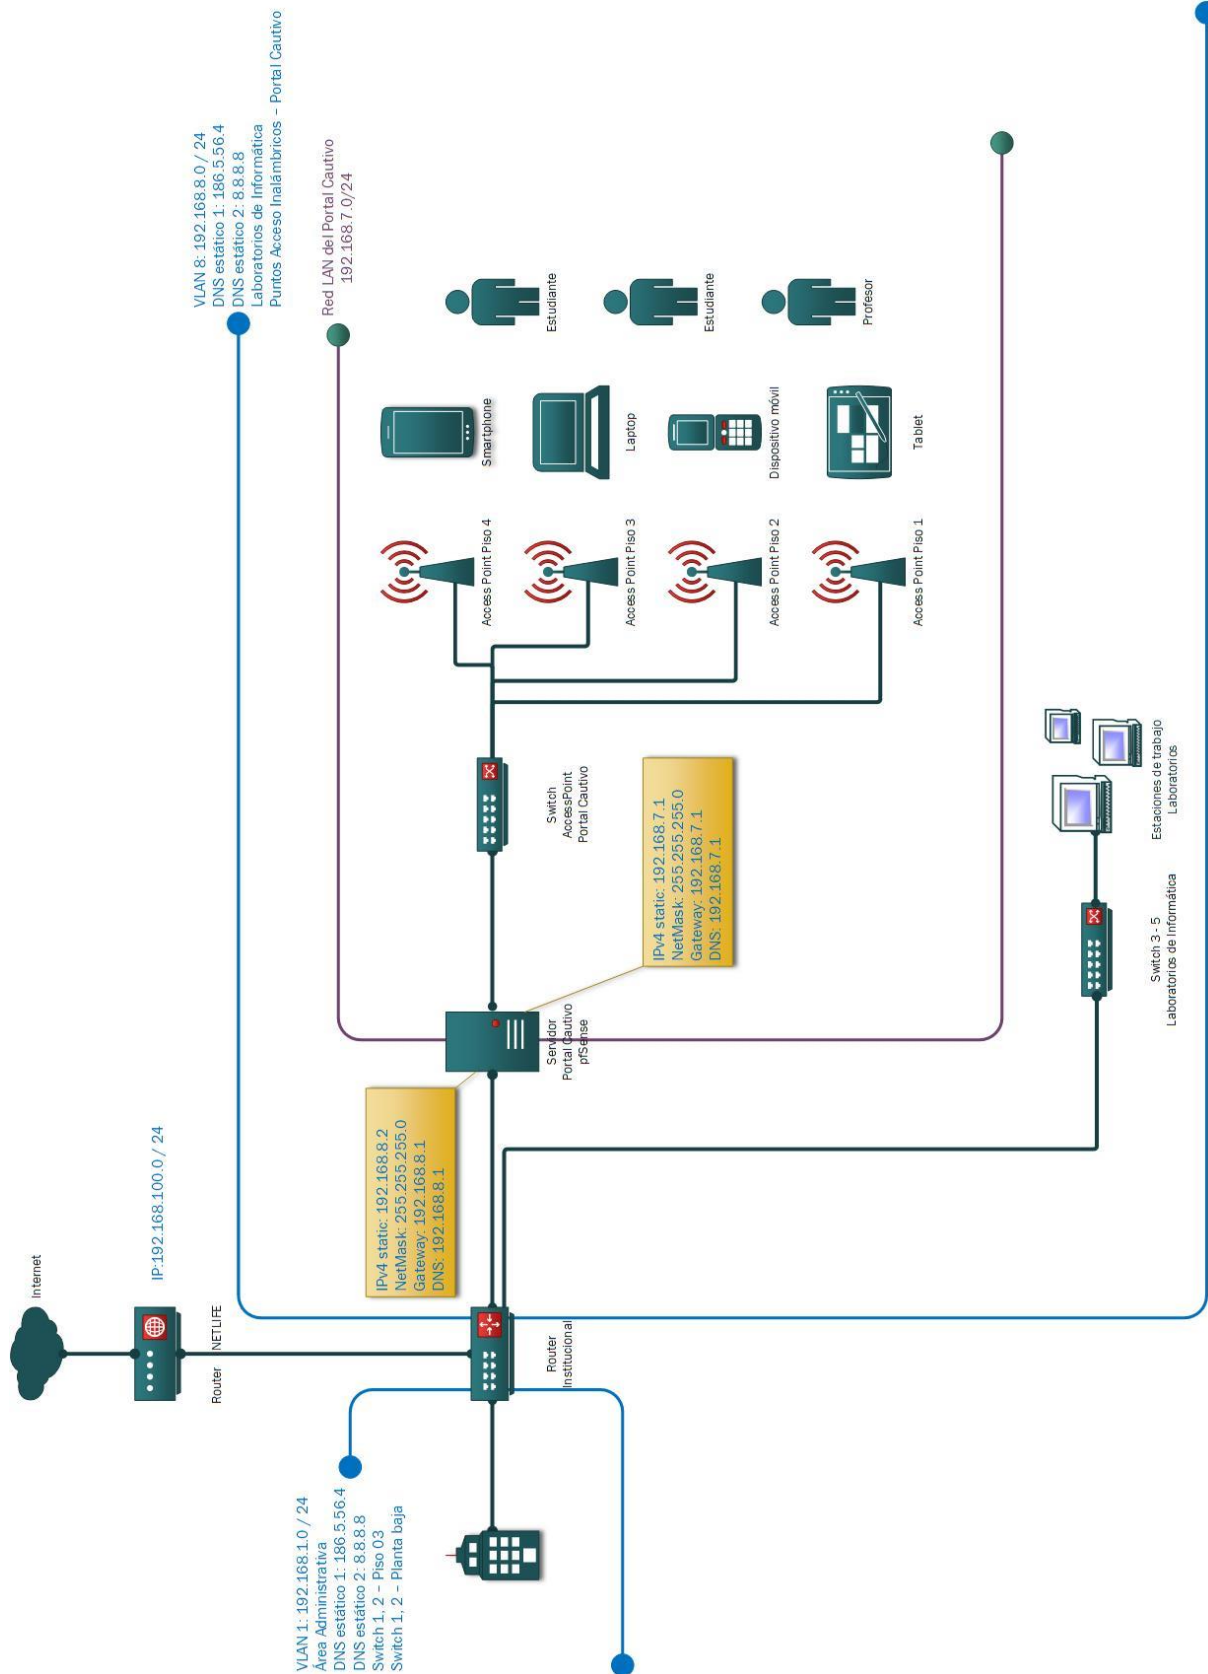 VLAN 1: 192.168.1.0 / 24
Área Administrativa
DNS estático 1: 186.5.56.4
DNS estático 2: 8.8.8.8
Switch 1, 2 – Piso 03
Switch 1, 2 – Planta baja
Internet
Router NETLIFE
IP:192.168.100.0 / 24
Router
Institucional
IPv4 static: 192.168.8.2
NetMask: 255.255.255.0
Gateway: 192.168.8.1
DNS: 192.168.8.1
Servidor
Portal Cautivo
pfSense
IPv4 static: 192.168.7.1
NetMask: 255.255.255.0
Gateway: 192.168.7.1
DNS: 192.168.7.1
Switch
AccessPoint
Portal Cautivo
Switch 3 - 5
Laboratorios de Informática
Estaciones de trabajo
Laboratorios
Access Point Piso 4
Access Point Piso 3
Access Point Piso 2
Access Point Piso 1
Smartphone
Laptop
Dispositivo móvil
Tablet
Estudiante
Estudiante
Profesor
VLAN 8: 192.168.8.0 / 24
DNS estático 1: 186.5.56.4
DNS estático 2: 8.8.8.8
Laboratorios de Informática
Puntos Acceso Inalámbricos – Portal Cautivo
Red LAN del Portal Cautivo
192.168.7.0/24